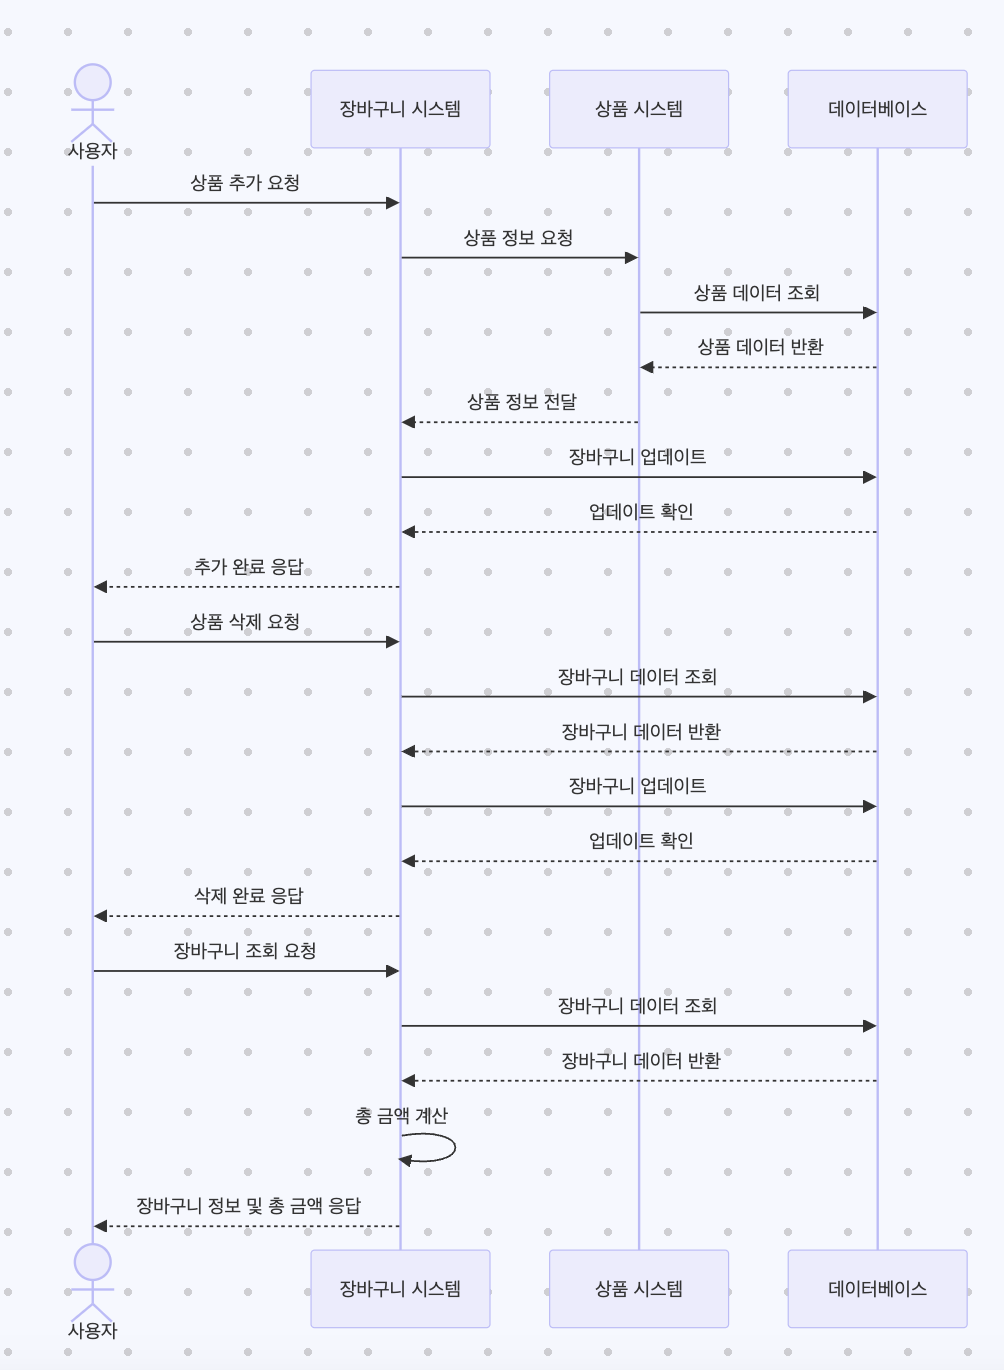 사용자
장바구니 시스템
상품 시스템
데이터베이스
상품 추가 요청
상품 정보 요청
상품 데이터 조회
상품 데이터 반환
상품 정보 전달
장바구니 업데이트
업데이트 확인
추가 완료 응답
상품 삭제 요청
장바구니 데이터 조회
장바구니 데이터 반환
장바구니 업데이트
업데이트 확인
삭제 완료 응답
장바구니 조회 요청
장바구니 데이터 조회
장바구니 데이터 반환
총 금액 계산
장바구니 정보 및 총 금액 응답
사용자
장바구니 시스템
상품 시스템
데이터베이스